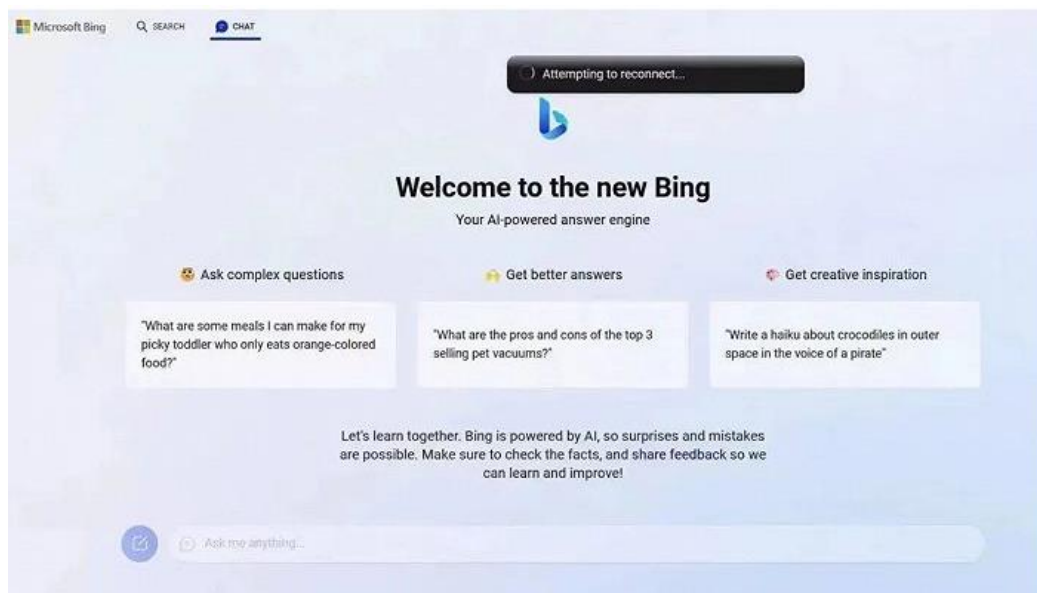 Microsoft Bing
SEARCH
CHAT
Attempting to reconnect...
Welcome to the new Bing
Your AI-powered answer engine
Ask complex questions
"What are some meals I can make for my
picky toddler who only eats orange-colored
food?"
Get better answers
"What are the pros and cons of the top 3
selling pet vacuums?"
Get creative inspiration
"Write a haiku about crocodiles in outer
space in the voice of a pirate"
Let's learn together. Bing is powered by AI, so surprises and mistakes
are possible. Make sure to check the facts, and share feedback so we
can learn and improve!
Ask me anything...